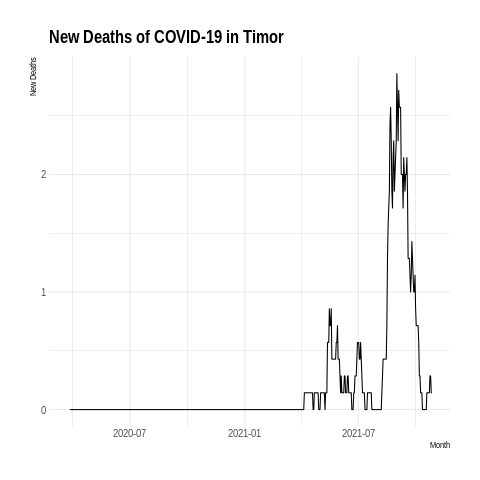 New Deaths of COVID-19 in Timor
New Deaths
2
1
0
2020-07 2021-01 2021-07
Month